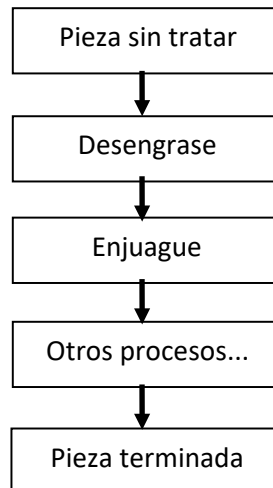 Pieza sin tratar
Desengrase
Enjuague
Otros procesos...
Pieza terminada